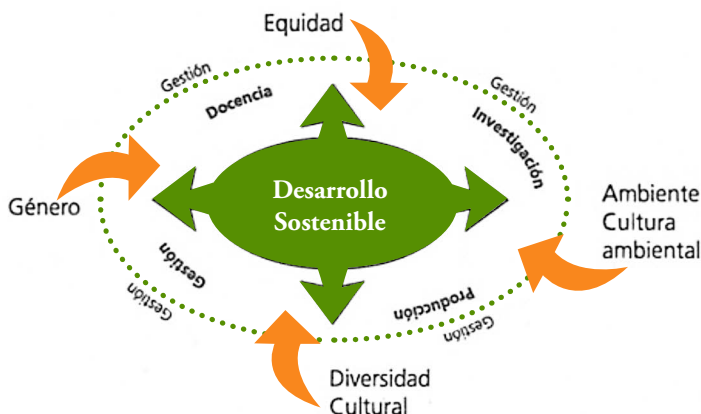 Equidad
Gestión
Gestión
Docencia
Investigación
Desarrollo
Sostenible
Género
Ambiente
Cultura
ambiental
Gestión
Gestión
Producción
Gestión
Diversidad
Cultural